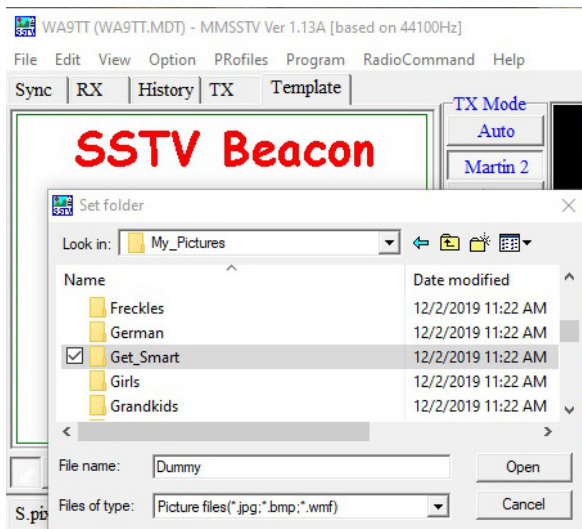 WA9TT (WA9TT.MDT) - MMSSTV Ver 1.13A [based on 44100Hz]
File Edit View Option PRofiles Program RadioCommand Help
Sync RX History TX Template
TX Mode
Auto
SSTV Beacon
Martin 2
Set folder
Look in: My_Pictures
Name Date modified
Freckles 12/2/2019 11:22 AM
German 12/2/2019 11:22 AM
Get_Smart 12/2/2019 11:22 AM
Girls 12/2/2019 11:22 AM
Grandkids 12/2/2019 11:22 AM
File name: Dummy Open
Files of type: Picture files(*.jpg;*.bmp;*.wmf) Cancel